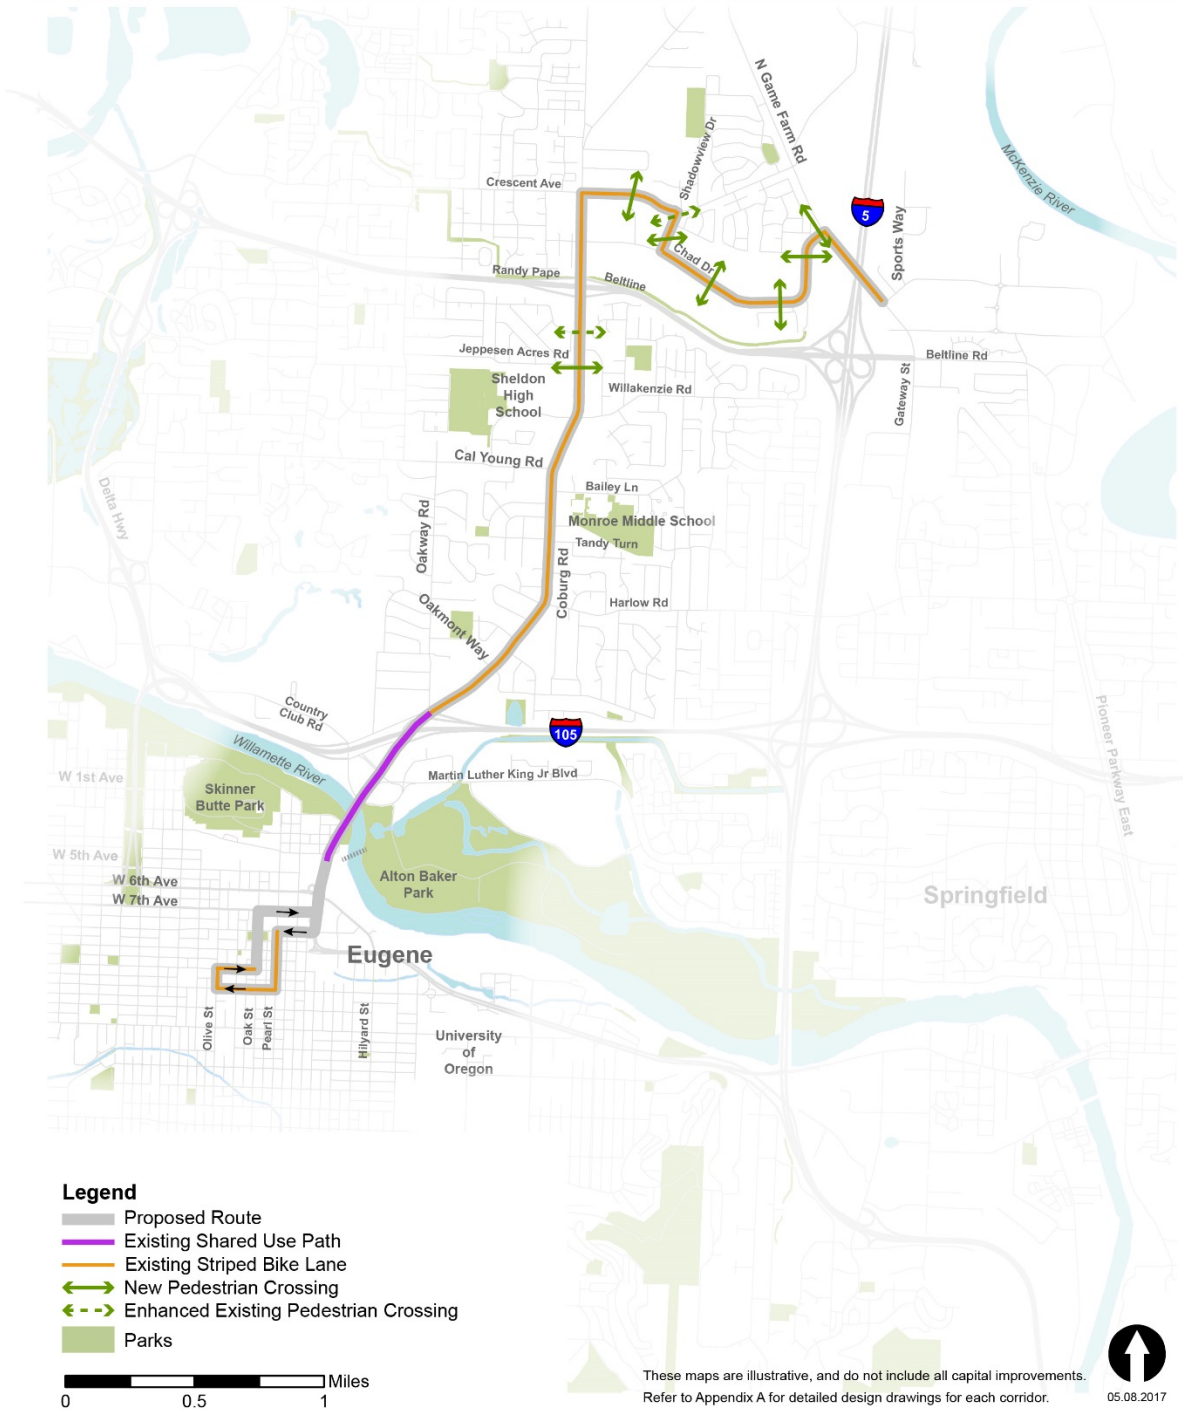 N Game Farm Rd
McKenzie River
Shadowview Dr
Crescent Ave
5
Sports Way
Chad Dr
Randy Pape
Beltline
Jeppesen Acres Rd
Beltline Rd
Sheldon
High
School
Willakenzie Rd
Gateway St
Cal Young Rd
Bailey Ln
Delta Hwy
Monroe Middle School
Oakway Rd
Tandy Turn
Coburg Rd
Harlow Rd
Oakmont Way
Country
Club Rd
Pioneer Parkway East
105
Willamette River
W 1st Ave
Martin Luther King Jr Blvd
Skinner
Butte Park
W 5th Ave
W 6th Ave
Alton Baker
Park
W 7th Ave
Springfield
Eugene
Olive St
Oak St
Pearl St
Hilyard St
University
of
Oregon
Legend
Proposed Route
Existing Shared Use Path
Existing Striped Bike Lane
New Pedestrian Crossing
Enhanced Existing Pedestrian Crossing
Parks
Miles
0 0.5 1
These maps are illustrative, and do not include all capital improvements.
Refer to Appendix A for detailed design drawings for each corridor.
05.08.2017